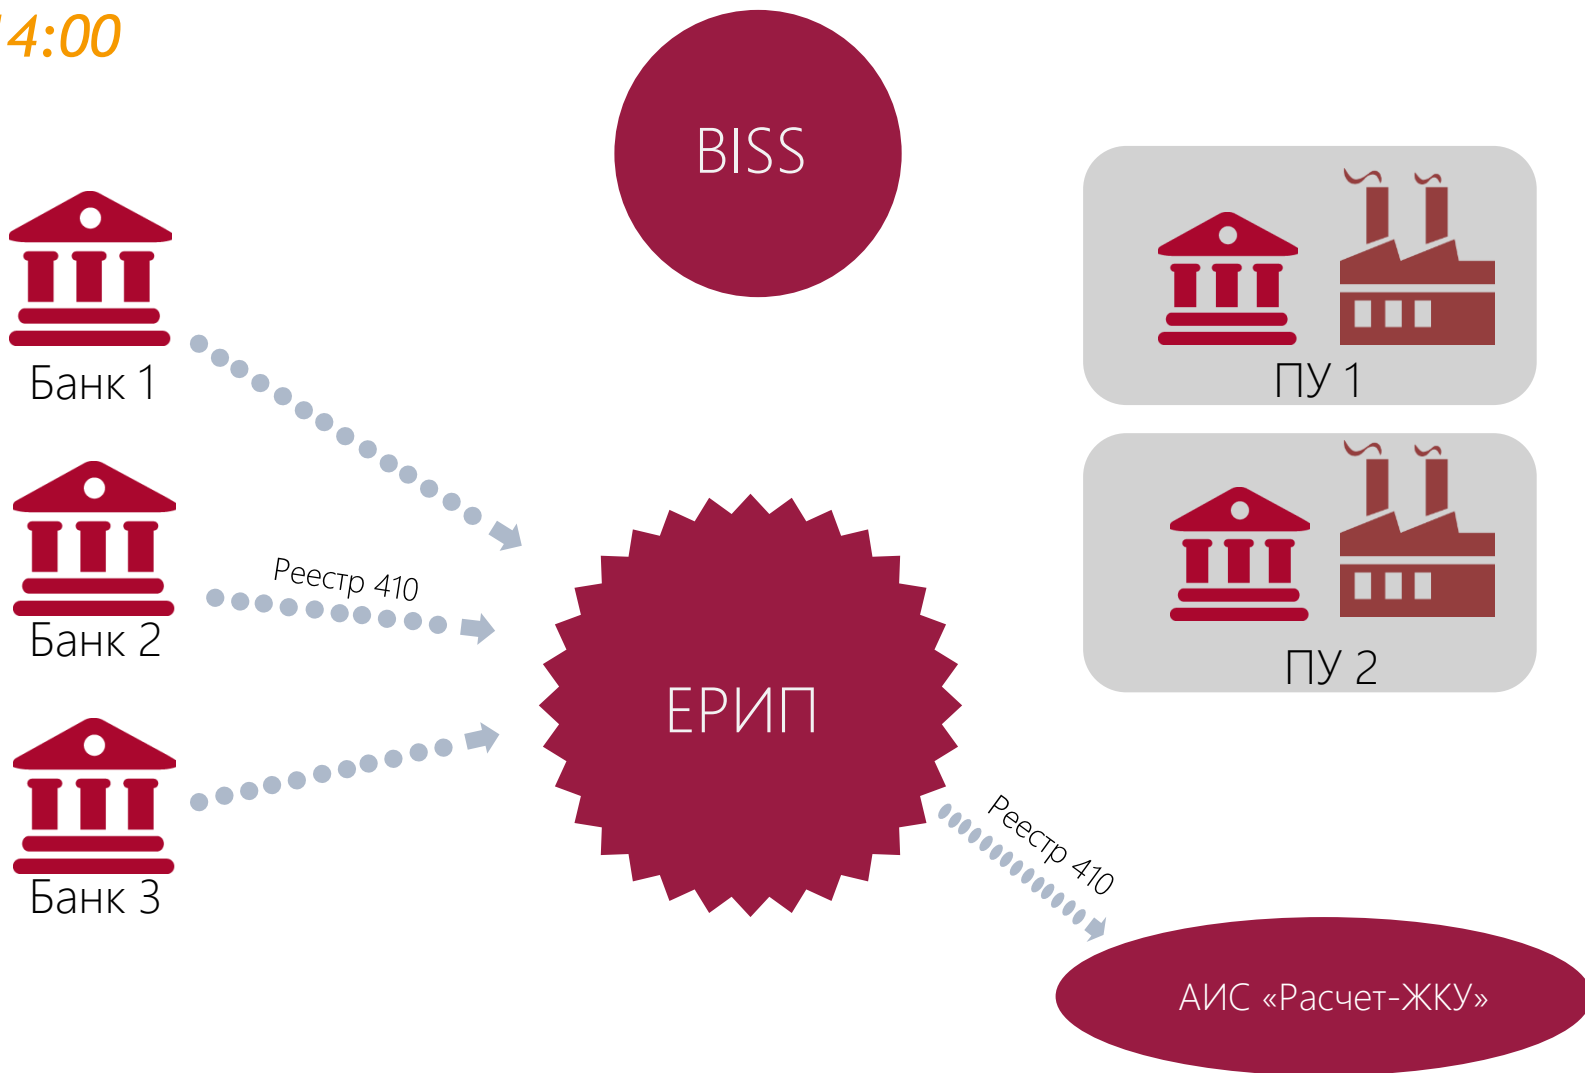 4:00
BISS
Банк 1
ПУ 1
Реестр 410
Банк 2
ПУ 2
ЕРИП
Реестр 410
Банк 3
АИС «Расчет-ЖКУ»